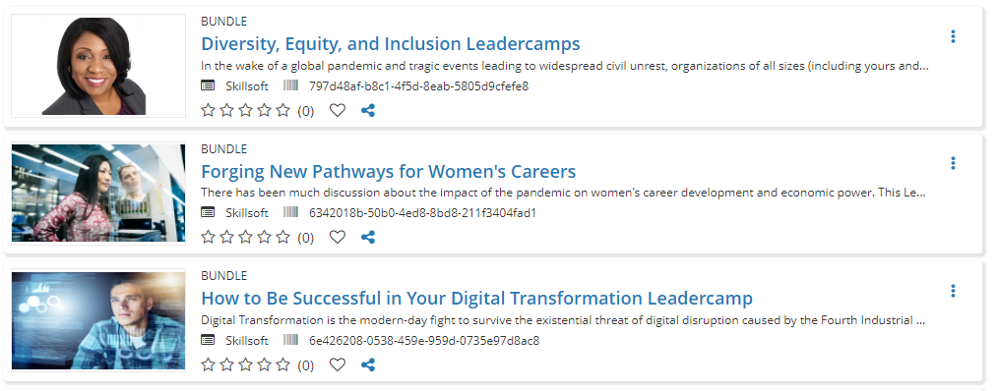 BUNDLE
Diversity, Equity, and Inclusion Leadercamps
In the wake of a global pandemic and tragic events leading to widespread civil unrest, organizations of all sizes (including yours and...
Skillsoft 797d48af-b8c1-4f5d-8eab-5805d9cfefe8
(0)
BUNDLE
Forging New Pathways for Women's Careers
There has been much discussion about the impact of the pandemic on women's career development and economic power. This Le...
Skillsoft 6342018b-50b0-4ed8-8bd8-211f3404fad1
(0)
BUNDLE
How to Be Successful in Your Digital Transformation Leadercamp
Digital Transformation is the modern-day fight to survive the existential threat of digital disruption caused by the Fourth Industrial ...
Skillsoft 6e426208-0538-459e-959d-0735e97d8ac8
(0)